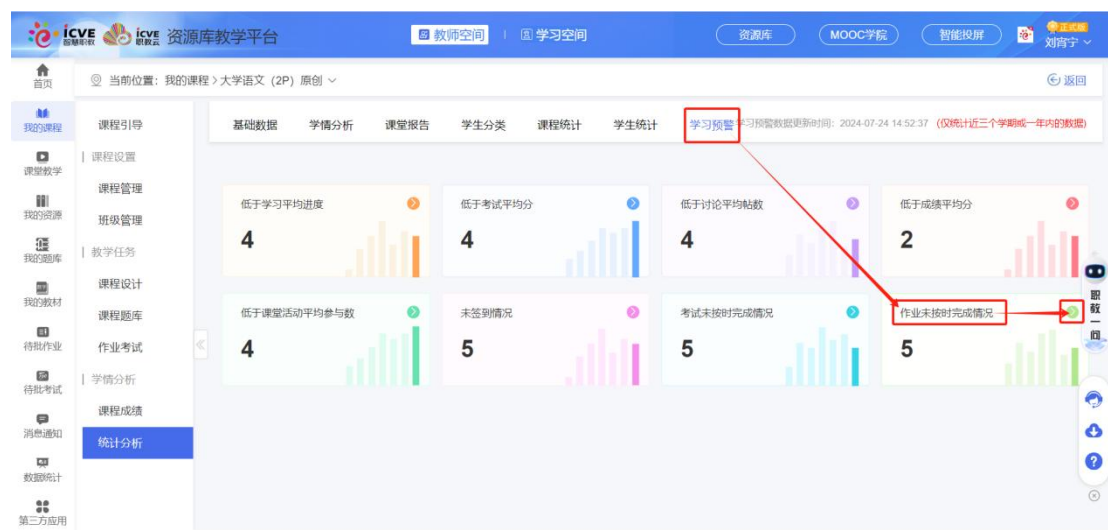 icve 智慧职教 icve 职教云 资源库教学平台 教师空间 学习空间 资源库 MOOC学院 智能投屏 正式版 刘宵宁
首页
当前位置：我的课程 > 大学语文（2P）原创
返回
我的课程
课堂教学
我的资源
我的题库
我的教材
待批作业
待批考试
消息通知
数据统计
第三方应用
课程引导
课程设置
课程管理
班级管理
教学任务
课程设计
课程题库
作业考试
学情分析
课程成绩
统计分析
基础数据 学情分析 课堂报告 学生分类 课程统计 学生统计 学习预警 学习预警数据更新时间：2024-07-24 14:52:37 (仅统计近三个学期或一年内的数据)
低于学习平均进度
4
低于考试平均分
4
低于讨论平均帖数
4
低于成绩平均分
2
低于课堂活动平均参与数
4
未签到情况
5
考试未按时完成情况
5
作业未按时完成情况
5
职教一问